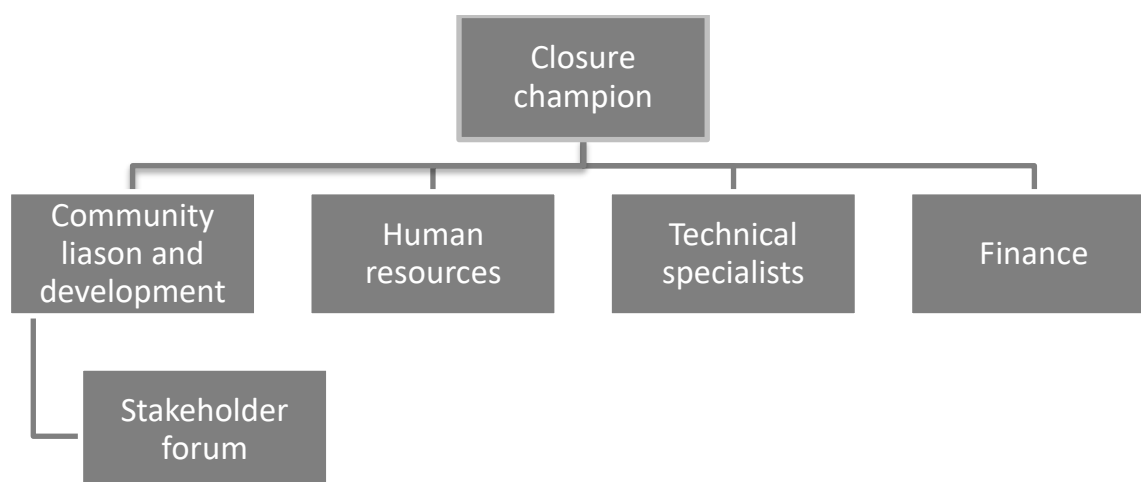 Closure
champion
Community
liason and
development
Human
resources
Technical
specialists
Finance
Stakeholder
forum